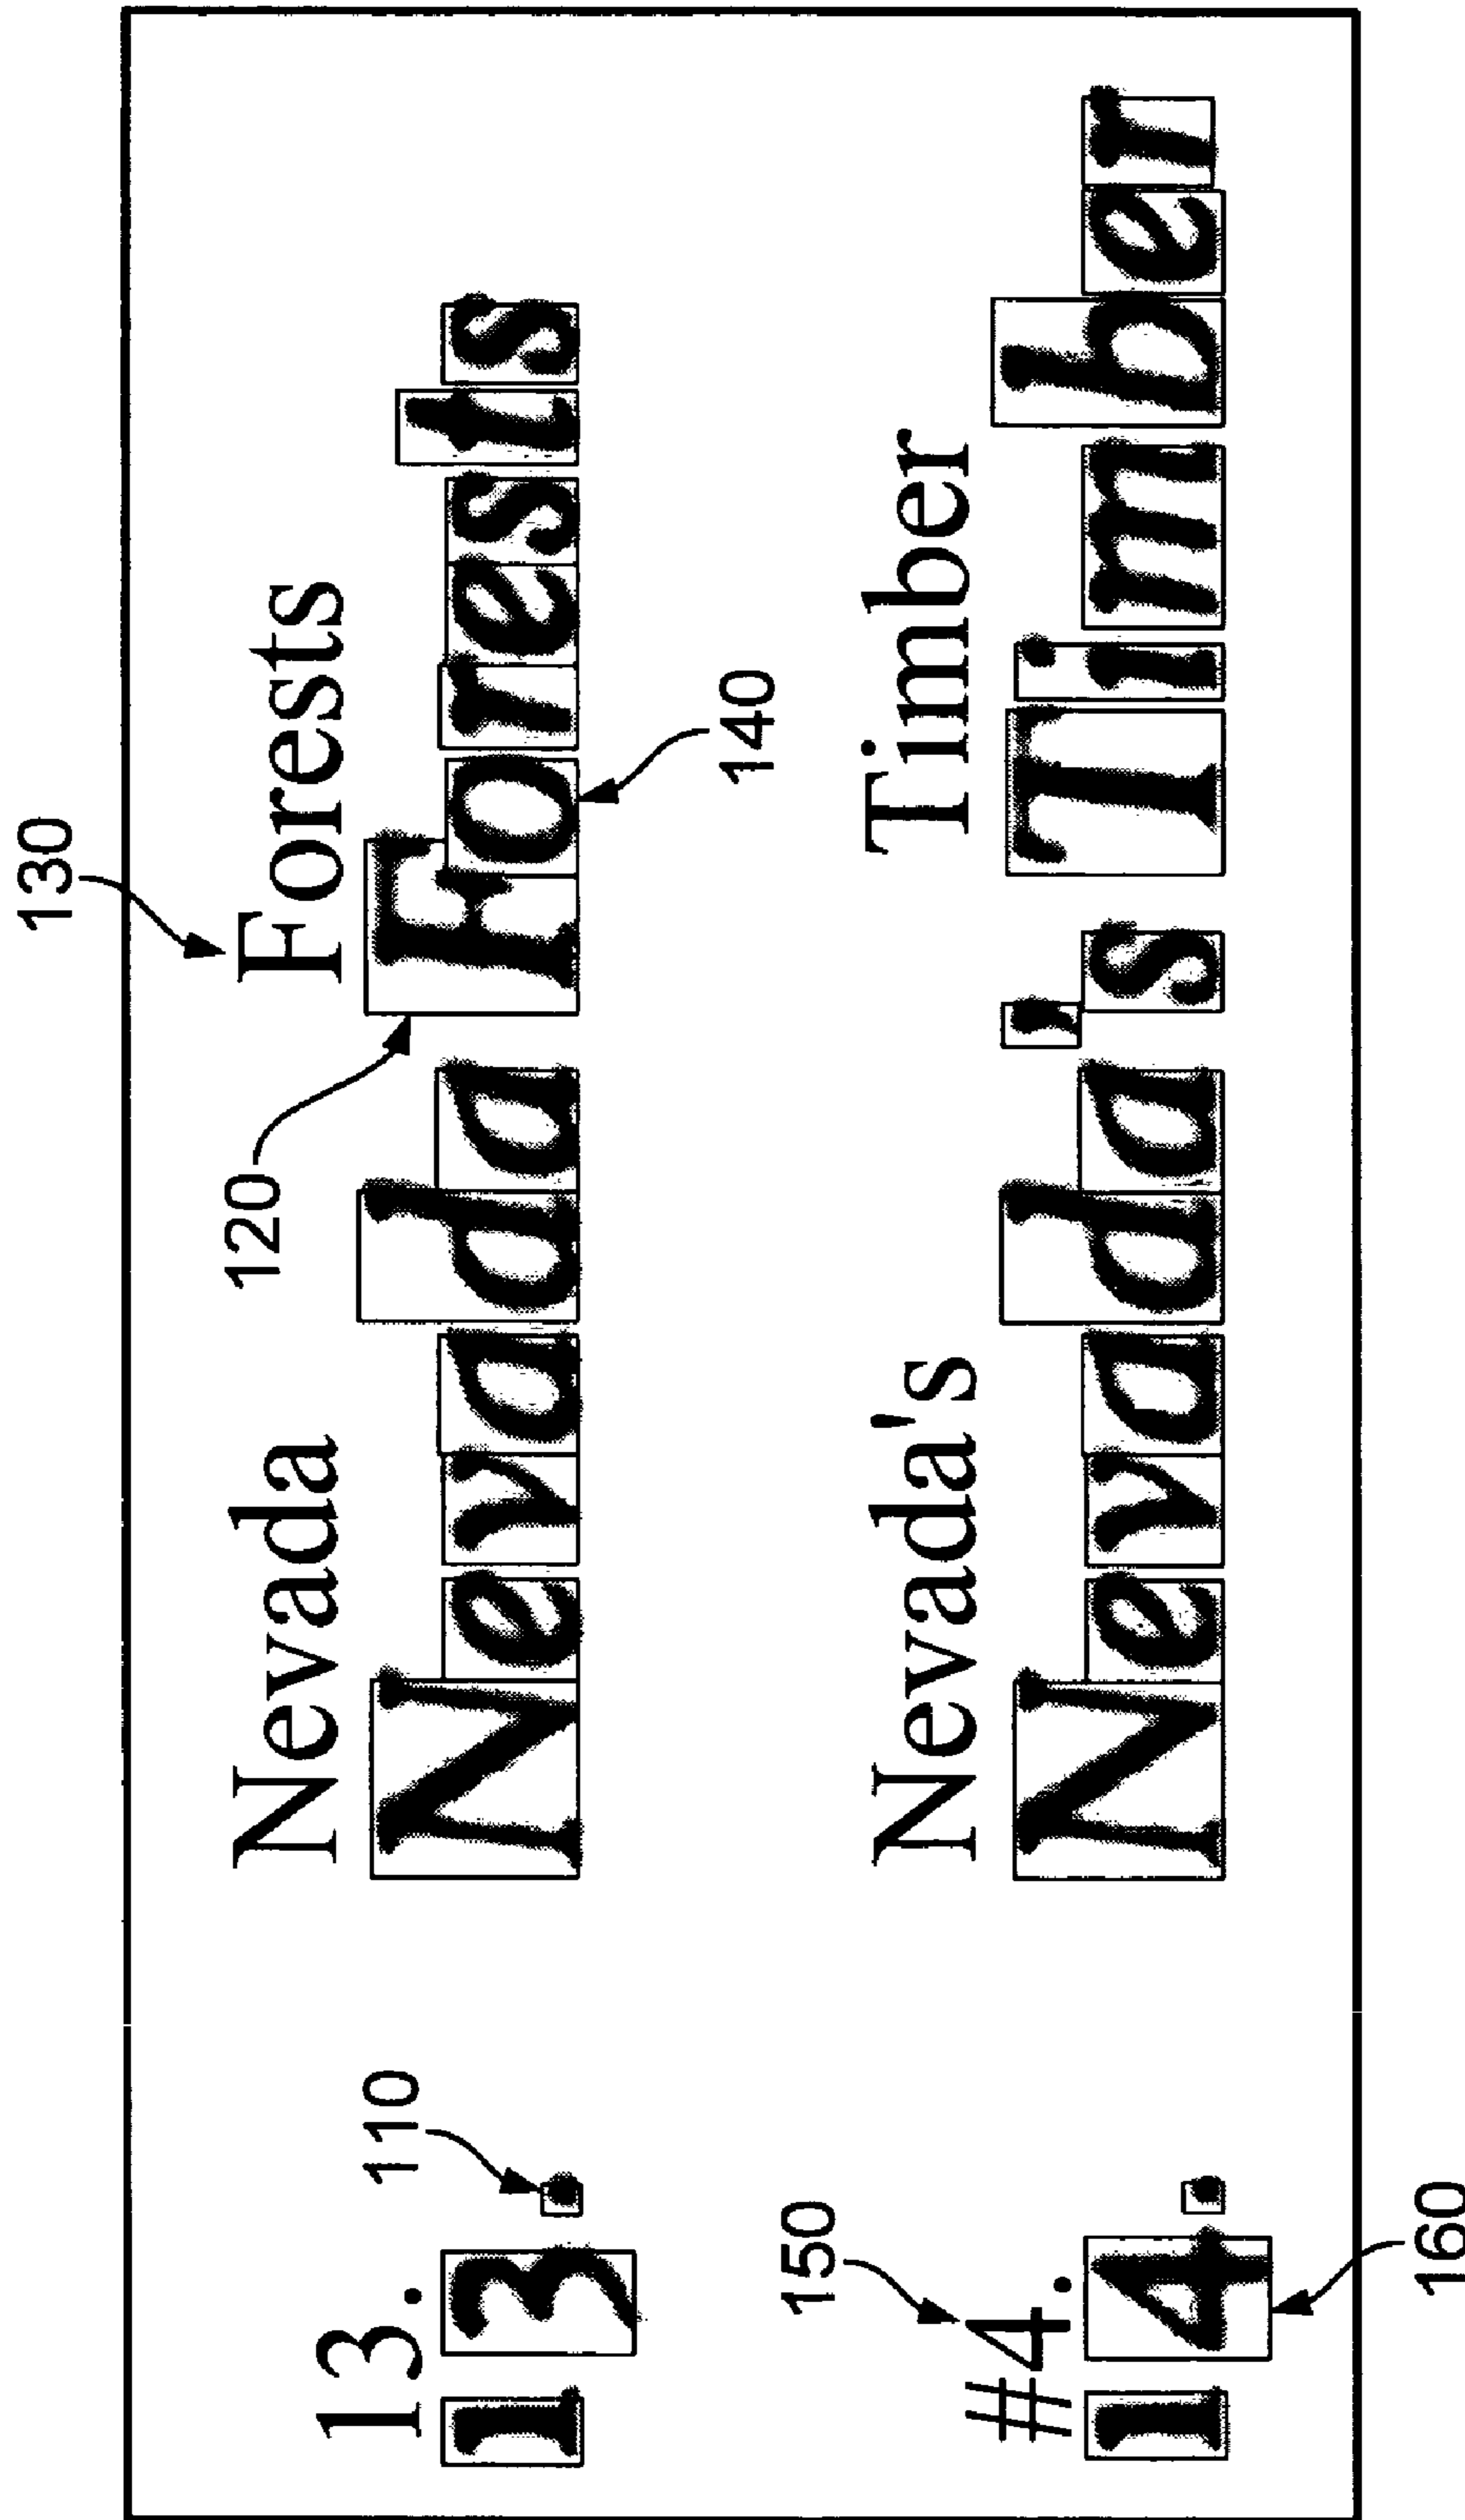 130
120
13. Nevada Forests
110
13. Nevada Forests
140
150
#4. Nevada's Timber
14. Nevada's Timber
160